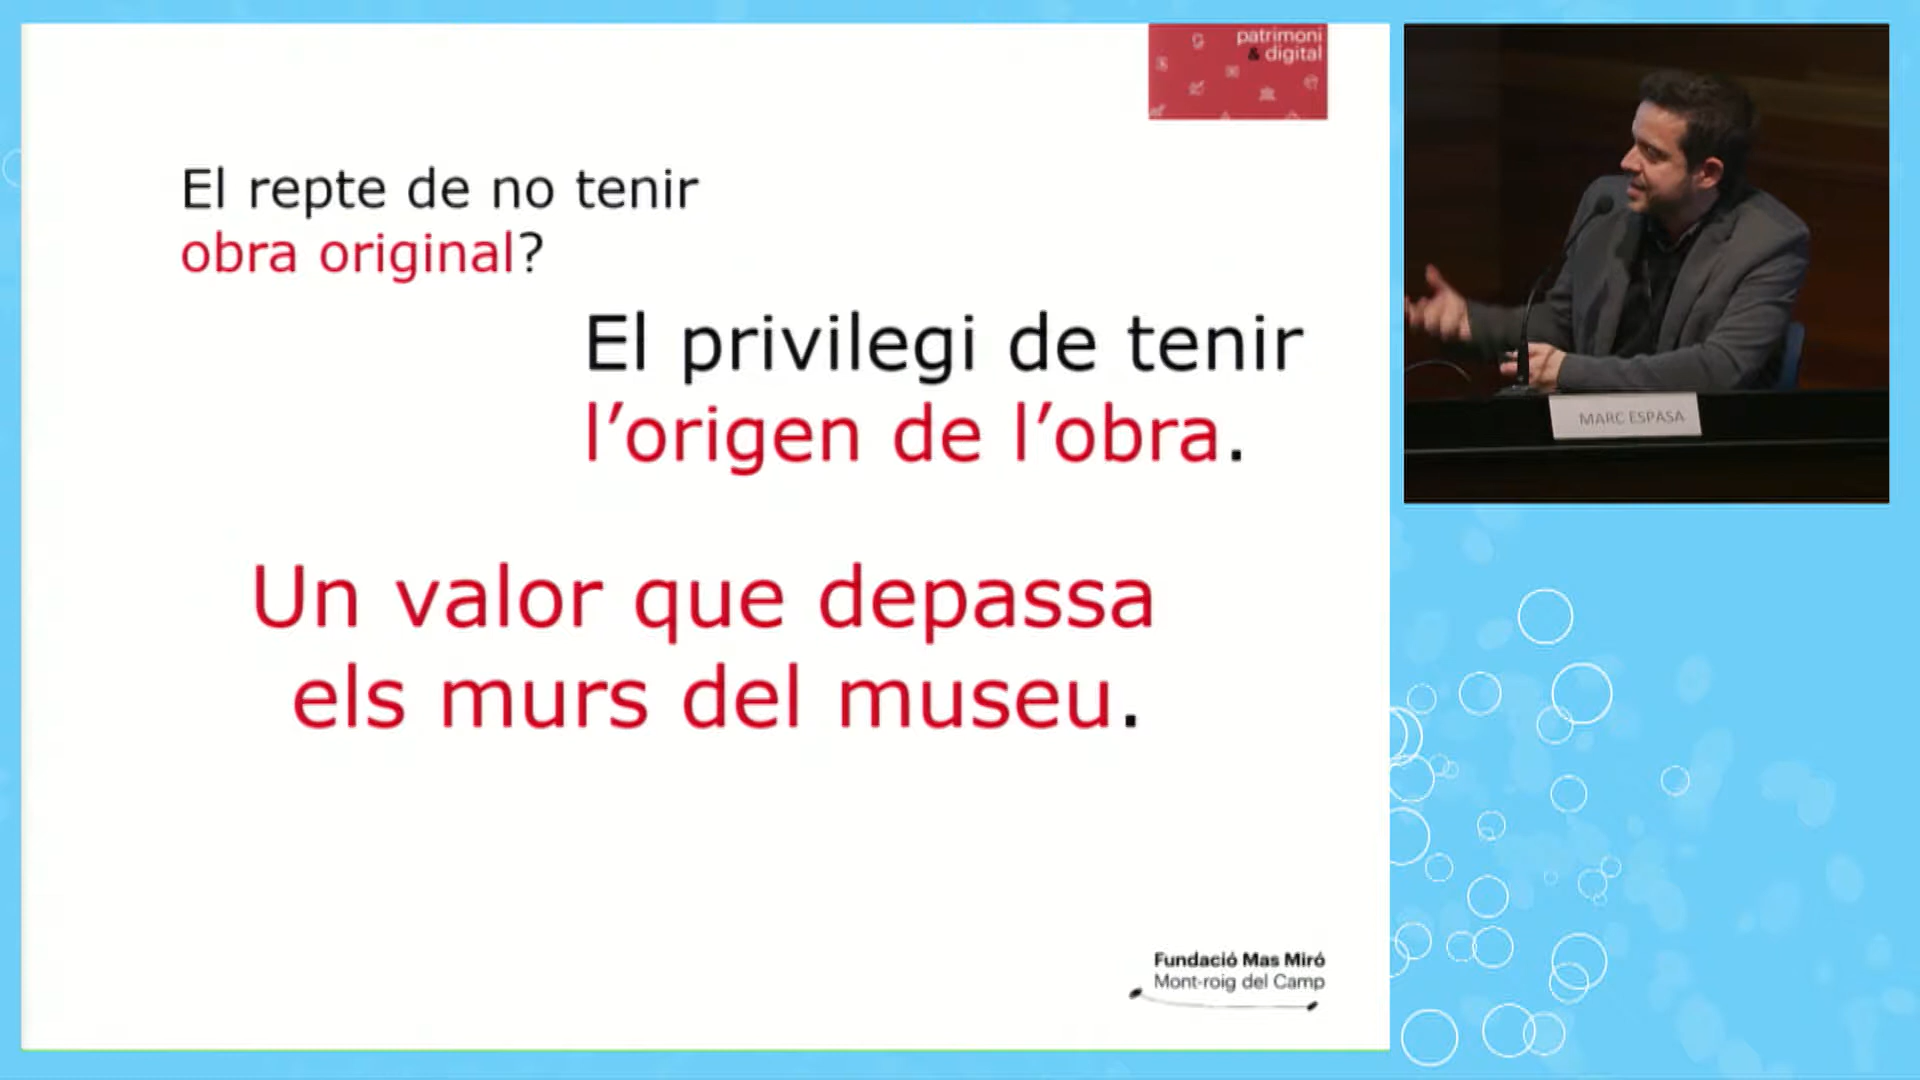 patrimoni
& digital
El repte de no tenir
obra original?
El privilegi de tenir
l’origen de l’obra.
Un valor que depassa
els murs del museu.
Fundació Mas Miró
Mont-roig del Camp
MARC ESPASA